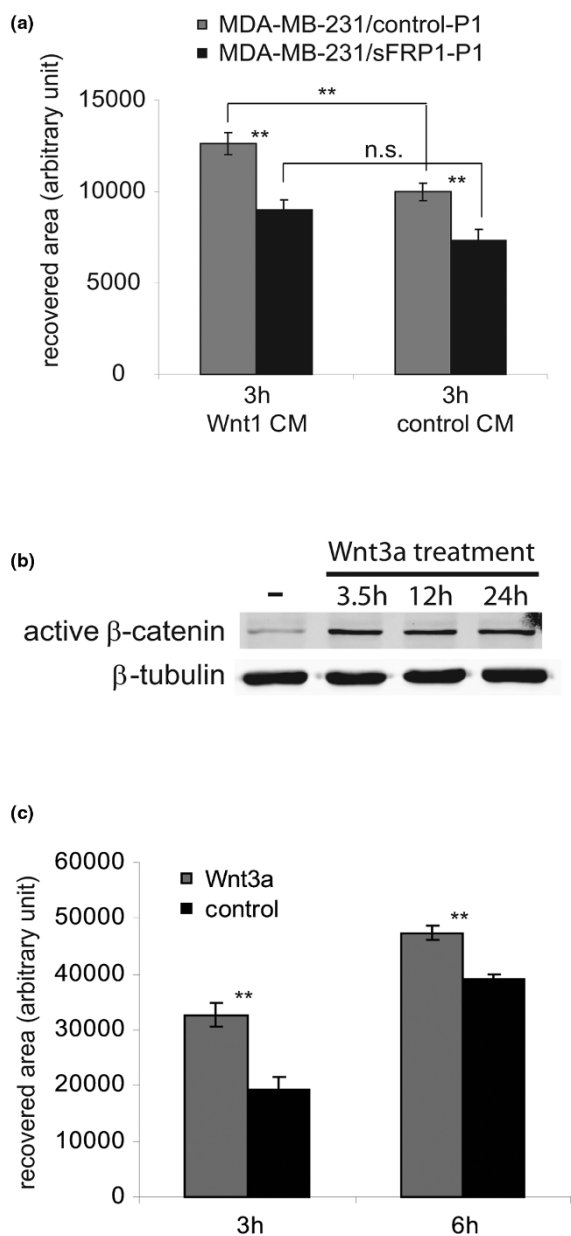 (a)
MDA-MB-231/control-P1
MDA-MB-231/sFRP1-P1
recovered area (arbitrary unit)
15000
10000
5000
0
**
**
n.s.
**
3h
Wnt1 CM
3h
control CM
(b)
Wnt3a treatment
– 3.5h 12h 24h
active β-catenin
β-tubulin
(c)
recovered area (arbitrary unit)
60000
50000
40000
30000
20000
10000
0
Wnt3a
control
**
**
3h
6h